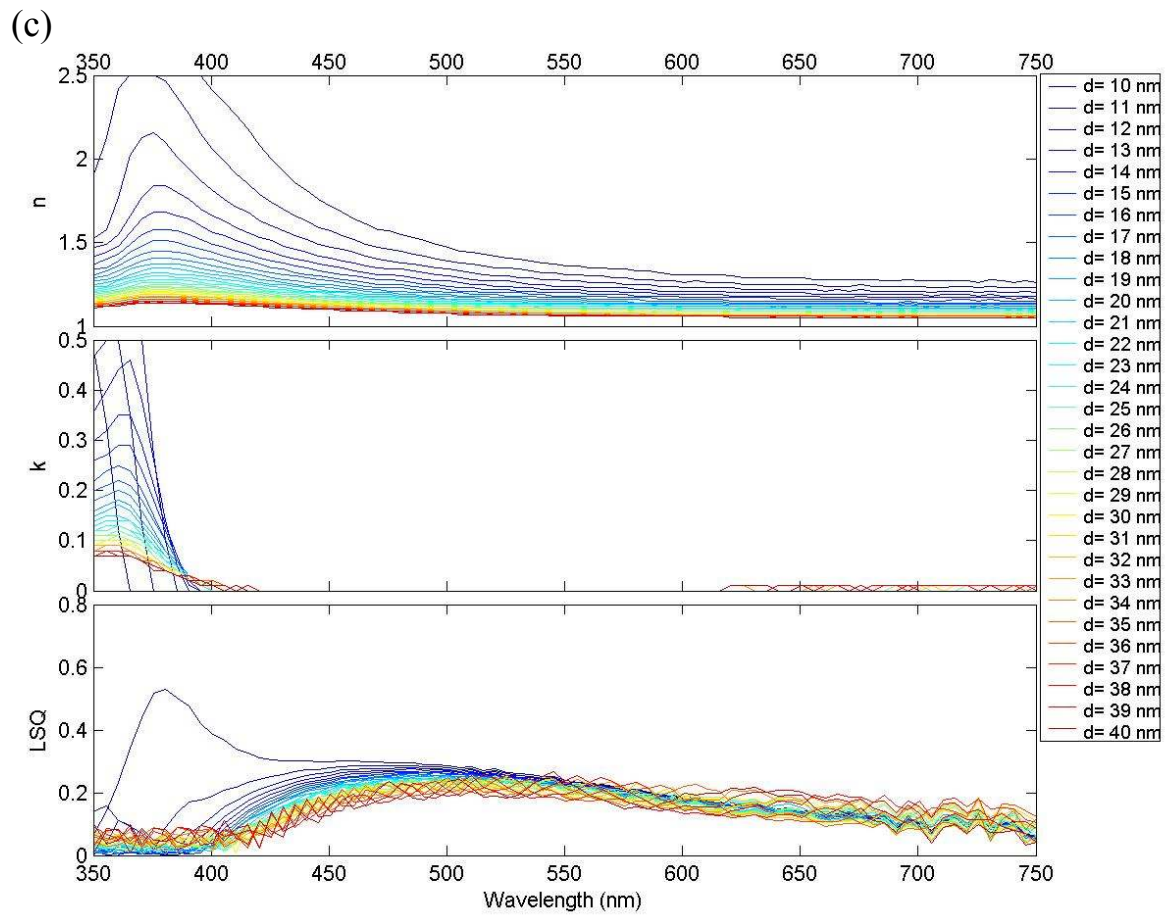 (c)
350 400 450 500 550 600 650 700 750
2.5
2
1.5
1
n
0.5
0.4
0.3
0.2
0.1
0
k
0.8
0.6
0.4
0.2
0
LSQ
350 400 450 500 550 600 650 700 750
Wavelength (nm)
d= 10 nm
d= 11 nm
d= 12 nm
d= 13 nm
d= 14 nm
d= 15 nm
d= 16 nm
d= 17 nm
d= 18 nm
d= 19 nm
d= 20 nm
d= 21 nm
d= 22 nm
d= 23 nm
d= 24 nm
d= 25 nm
d= 26 nm
d= 27 nm
d= 28 nm
d= 29 nm
d= 30 nm
d= 31 nm
d= 32 nm
d= 33 nm
d= 34 nm
d= 35 nm
d= 36 nm
d= 37 nm
d= 38 nm
d= 39 nm
d= 40 nm